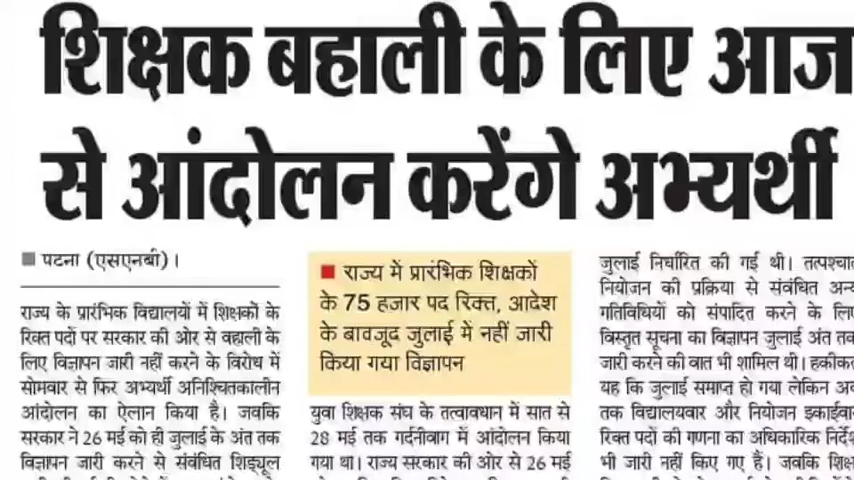 शिक्षक बहाली के लिए आज
से आंदोलन करेंगे अभ्यर्थी
पटना (एसएनबी)।
राज्य के प्रारंभिक विद्यालयों में शिक्षकों के
रिक्त पदों पर सरकार की ओर से बहाली के
लिए विज्ञापन जारी नहीं करने के विरोध में
सोमवार से फिर अभ्यर्थी अनिश्चितकालीन
आंदोलन का ऐलान किया है। जबकि
सरकार ने 26 मई को ही जुलाई के अंत तक
विज्ञापन जारी करने से संबंधित शिड्यूल
राज्य में प्रारंभिक शिक्षकों
के 75 हजार पद रिक्त, आदेश
के बावजूद जुलाई में नहीं जारी
किया गया विज्ञापन
युवा शिक्षक संघ के तत्वावधान में सात से
28 मई तक गर्दनीबाग में आंदोलन किया
गया था। राज्य सरकार की ओर से 26 मई
जुलाई निर्धारित की गई थी। तत्पश्चात
नियोजन की प्रक्रिया से संबंधित अन्य
गतिविधियों को संपादित करने के लिए
विस्तृत सूचना का विज्ञापन जुलाई अंत तक
जारी करने की बात भी शामिल थी। हकीकत
यह कि जुलाई समाप्त हो गया लेकिन अब
तक विद्यालयवार और नियोजन इकाईवार
रिक्त पदों की गणना का अधिकारिक निर्देश
भी जारी नहीं किए गए हैं। जबकि